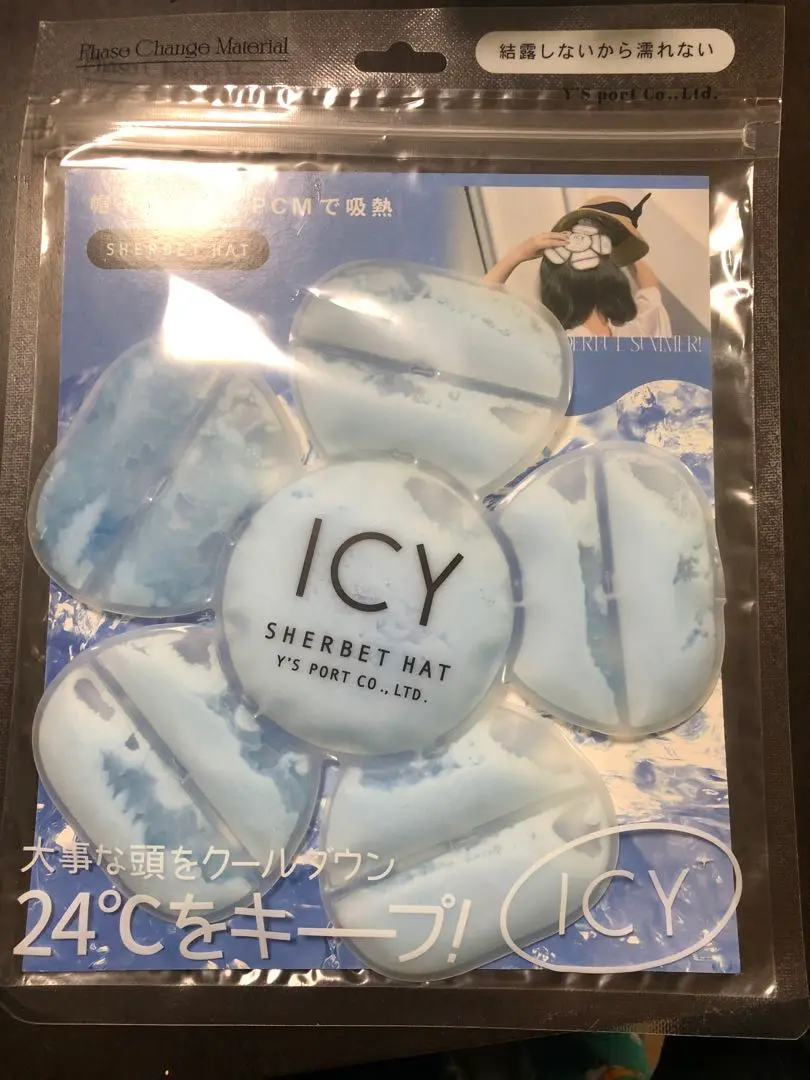 Phase Change Material
結露しないから濡れない
Y'S port Co.,Ltd.
帽 PCMで吸熱
SHERBET HAT
SUMMER!
ICY
SHERBET HAT
Y'S PORT CO., LTD.
大事な頭をクールダウン
24℃をキープ!
ICY